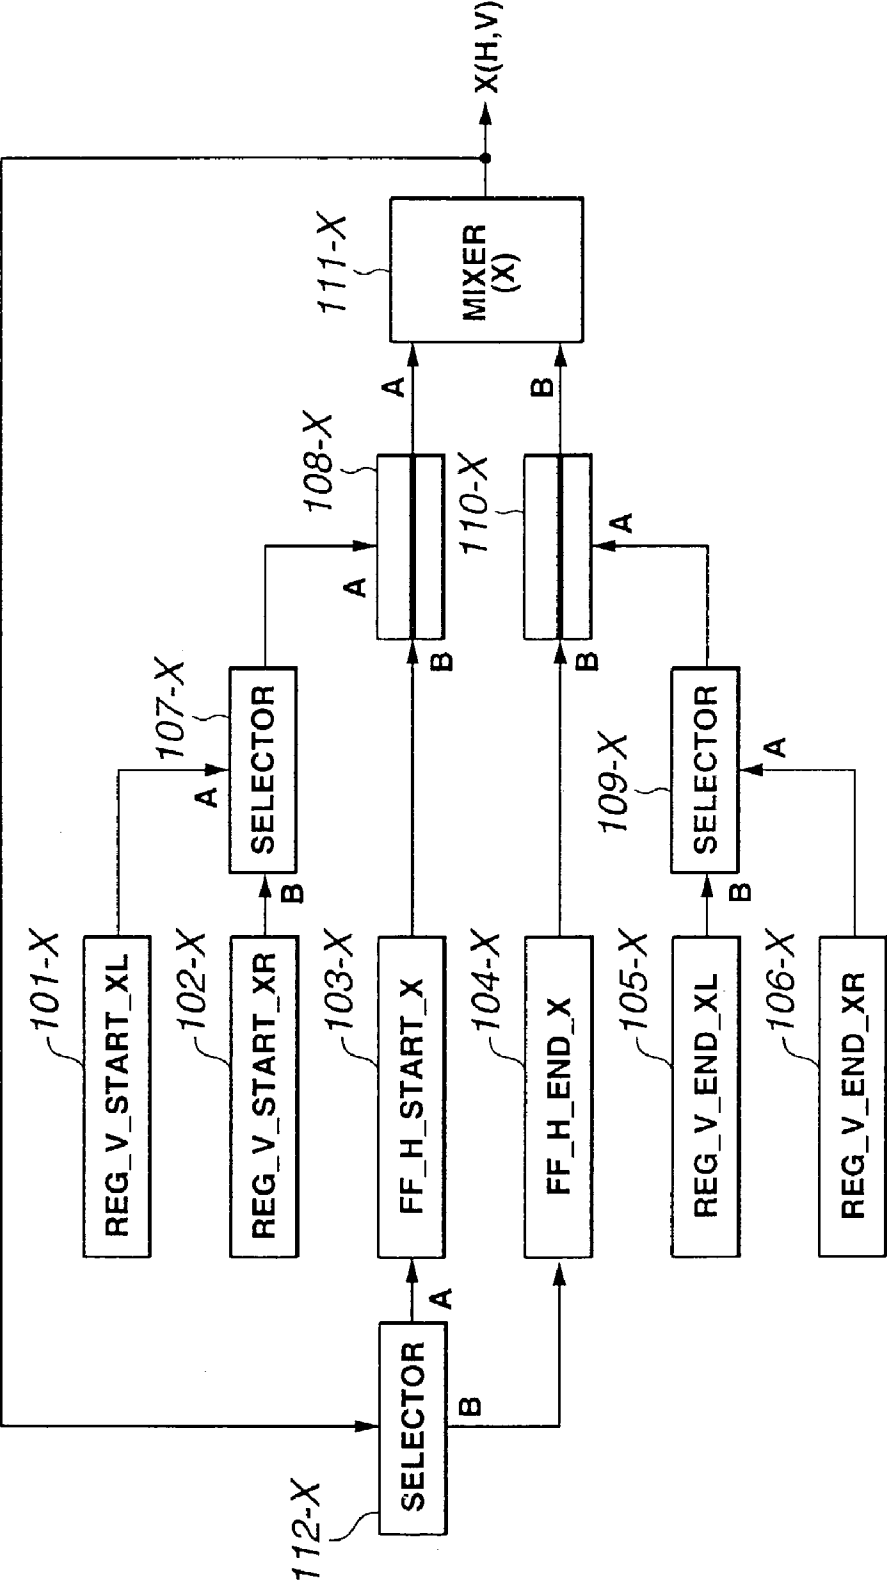 X(H,V)
111-X
MIXER
(X)
A
B
108-X
110-X
A
B
A
B
107-X
SELECTOR
A
B
109-X
SELECTOR
A
B
101-X
REG_V_START_XL
102-X
REG_V_START_XR
103-X
FF_H_START_X
104-X
FF_H_END_X
105-X
REG_V_END_XL
106-X
REG_V_END_XR
A
B
SELECTOR
112-X